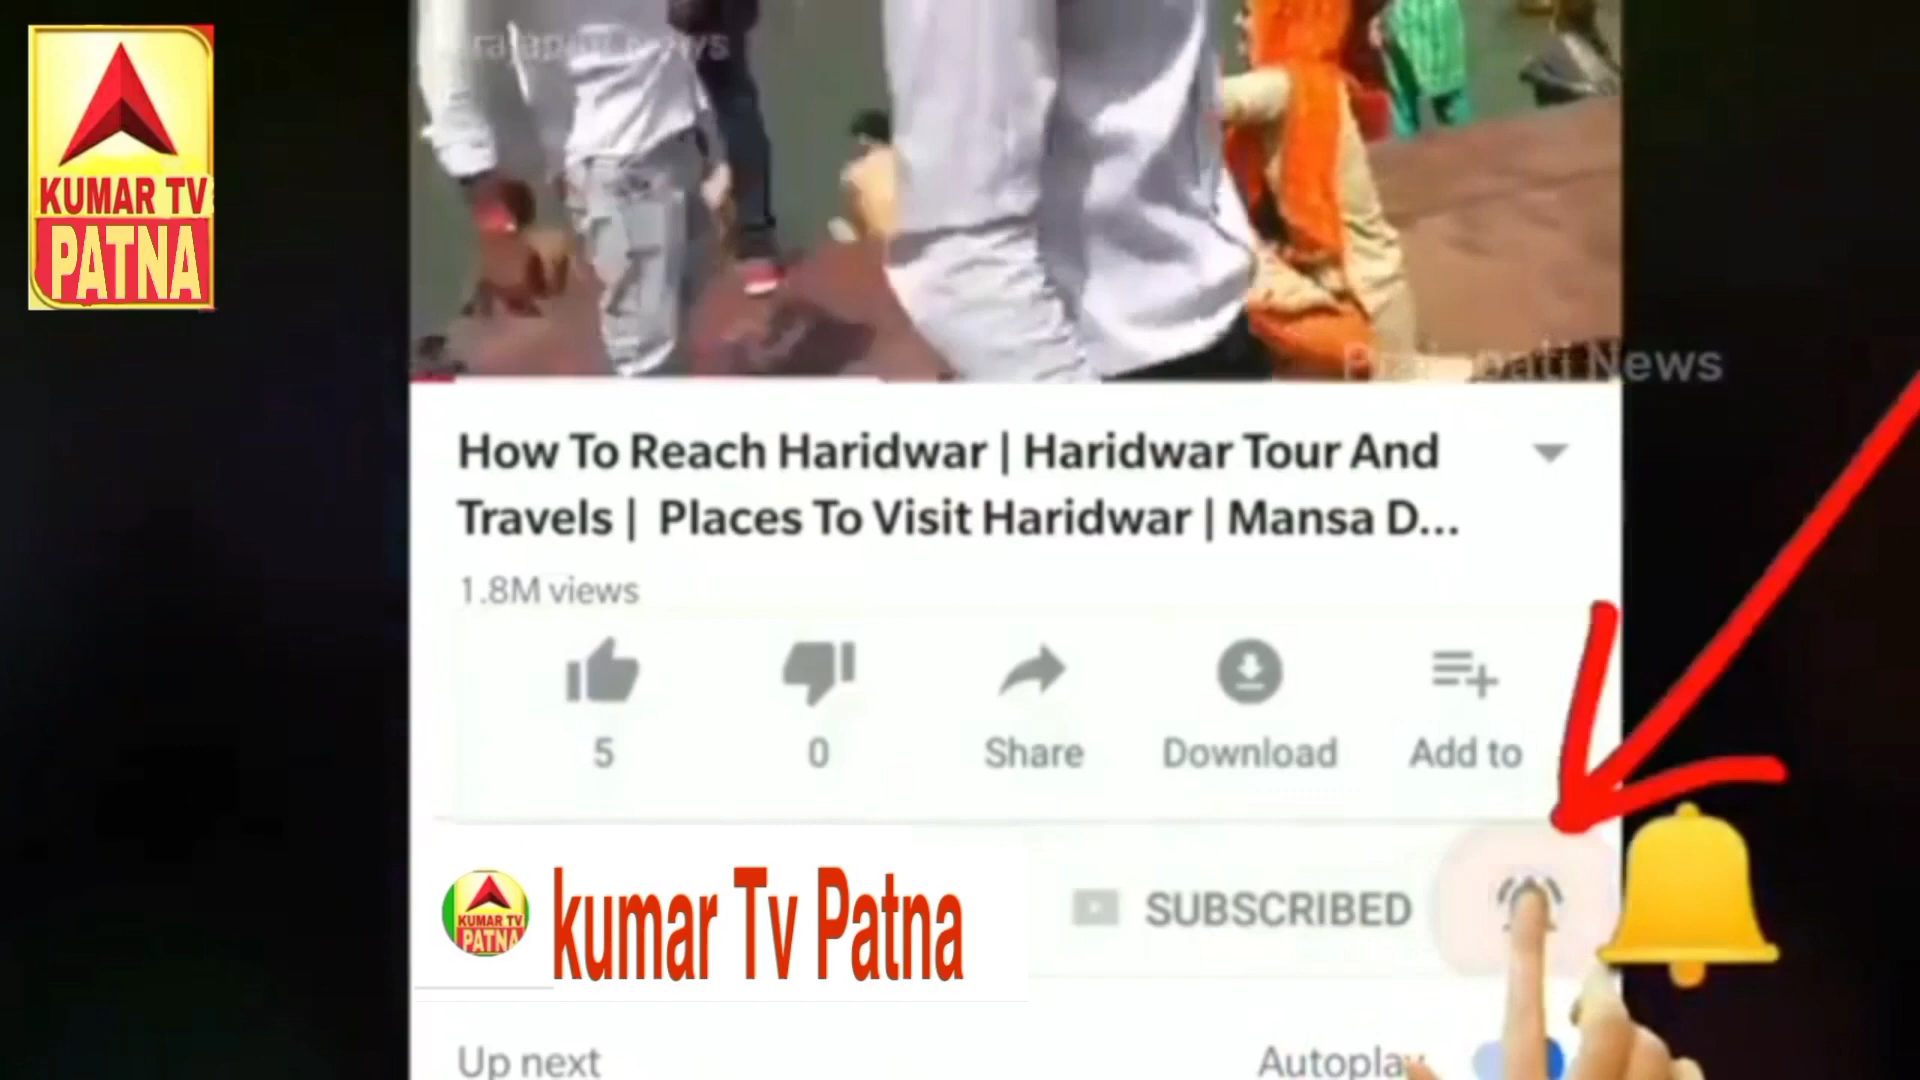 KUMAR TV
PATNA
Prajapati News
How To Reach Haridwar | Haridwar Tour And
Travels | Places To Visit Haridwar | Mansa D...
1.8M views
5
0
Share
Download
Add to
KUMAR TV
PATNA
kumar Tv Patna
SUBSCRIBED
Up next
Autoplay